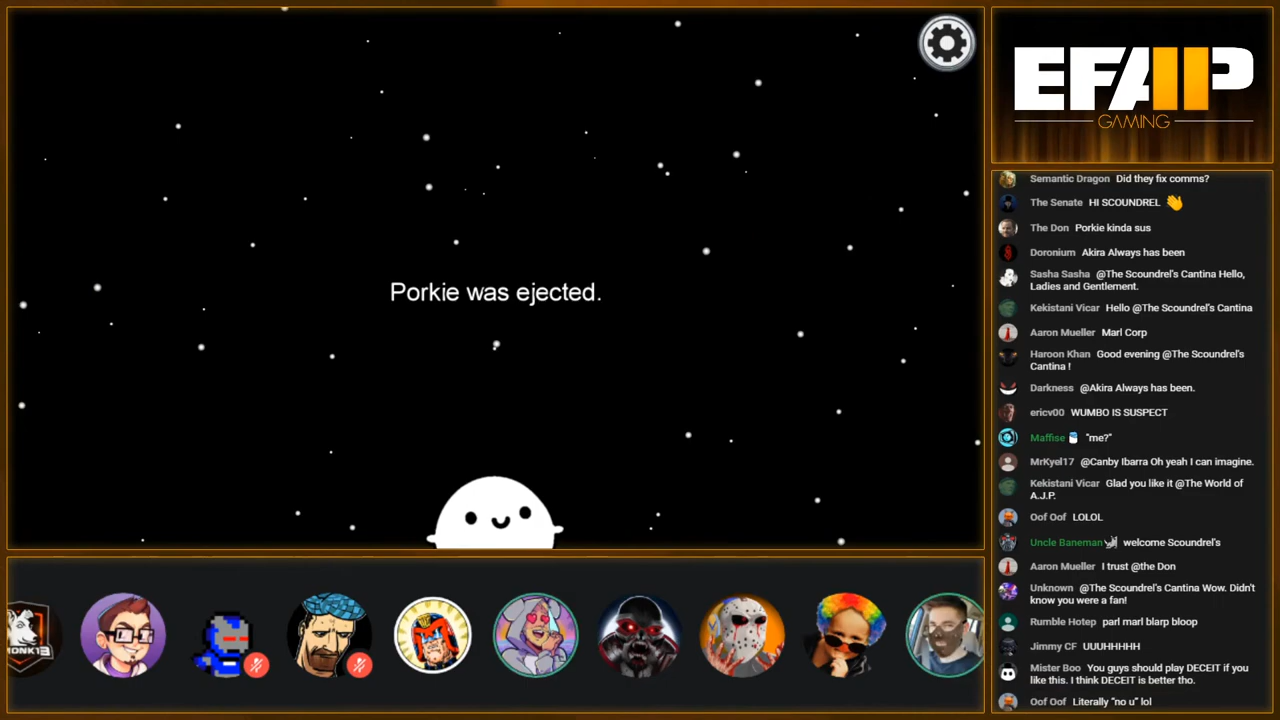 Porkie was ejected.
MONK13
EFAP
GAMING
Semantic Dragon Did they fix comms?
The Senate HI SCOUNDREL 👋
The Don Porkie kinda sus
Doronium Akira Always has been
Sasha Sasha @The Scoundrel's Cantina Hello,
Ladies and Gentlement.
Kekistani Vicar Hello @The Scoundrel's Cantina
Aaron Mueller Marl Corp
Haroon Khan Good evening @The Scoundrel's
Cantina !
Darkness @Akira Always has been.
ericv00 WUMBO IS SUSPECT
Maffise "me?"
MrKyel17 @Canby Ibarra Oh yeah I can imagine.
Kekistani Vicar Glad you like it @The World of
A.J.P.
Oof Oof LOLOL
Uncle Baneman welcome Scoundrel's
Aaron Mueller I trust @the Don
Unknown @The Scoundrel's Cantina Wow. Didn't
know you were a fan!
Rumble Hotep parl marl blarp bloop
Jimmy CF UUUHHHHH
Mister Boo You guys should play DECEIT if you
like this. I think DECEIT is better tho.
Oof Oof Literally "no u" lol